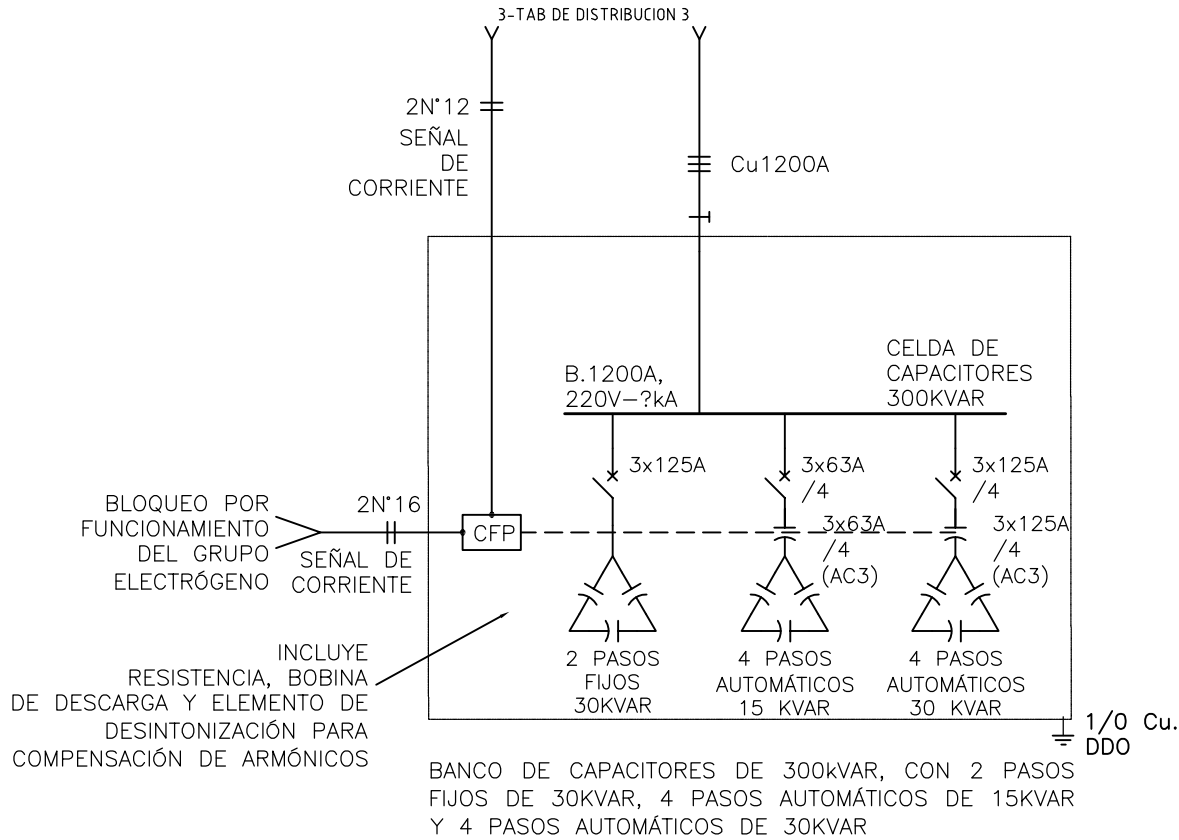 3-TAB DE DISTRIBUCION 3
2N°12
SEÑAL
DE
CORRIENTE
Cu1200A
CELDA DE
CAPACITORES
300KVAR
B.1200A,
220V-?kA
3x125A
3x63A
/4
3x125A
/4
BLOQUEO POR
FUNCIONAMIENTO
DEL GRUPO
ELECTRÓGENO
2N°16
SEÑAL DE
CORRIENTE
CFP
3x63A
/4
(AC3)
3x125A
/4
(AC3)
INCLUYE
RESISTENCIA, BOBINA
DE DESCARGA Y ELEMENTO DE
DESINTONIZACIÓN PARA
COMPENSACIÓN DE ARMÓNICOS
2 PASOS
FIJOS
30KVAR
4 PASOS
AUTOMÁTICOS
15 KVAR
4 PASOS
AUTOMÁTICOS
30 KVAR
1/0 Cu.
DDO
BANCO DE CAPACITORES DE 300kVAR, CON 2 PASOS
FIJOS DE 30KVAR, 4 PASOS AUTOMÁTICOS DE 15KVAR
Y 4 PASOS AUTOMÁTICOS DE 30KVAR